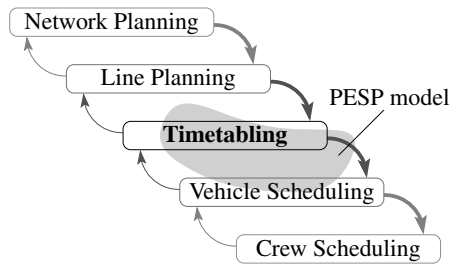 Network Planning
Line Planning
PESP model
Timetabling
Vehicle Scheduling
Crew Scheduling